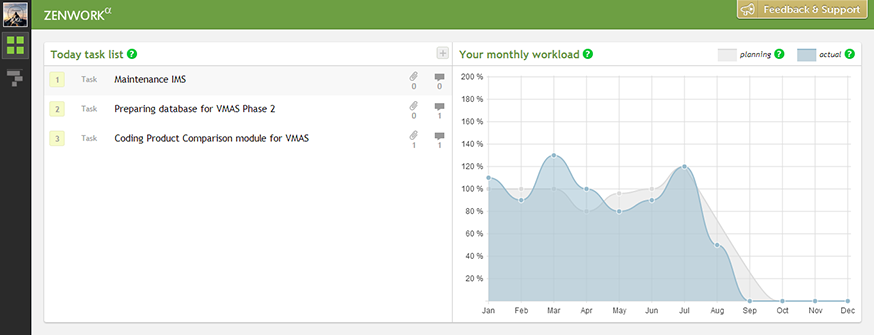 ZENWORKα
Feedback & Support
Today task list ?
+
1 Task Maintenance IMS 0 0
2 Task Preparing database for VMAS Phase 2 0 1
3 Task Coding Product Comparison module for VMAS 1 1
Your monthly workload ?
planning ?
actual ?
200 %
180 %
160 %
140 %
120 %
100 %
80 %
60 %
40 %
20 %
Jan Feb Mar Apr May Jun Jul Aug Sep Oct Nov Dec